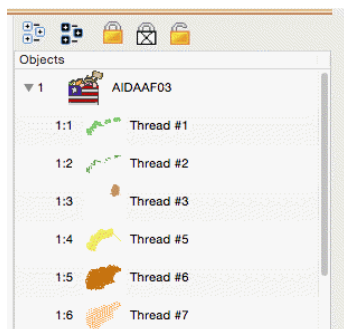 Objects
1 AIDAAF03
1:1 Thread #1
1:2 Thread #2
1:3 Thread #3
1:4 Thread #5
1:5 Thread #6
1:6 Thread #7